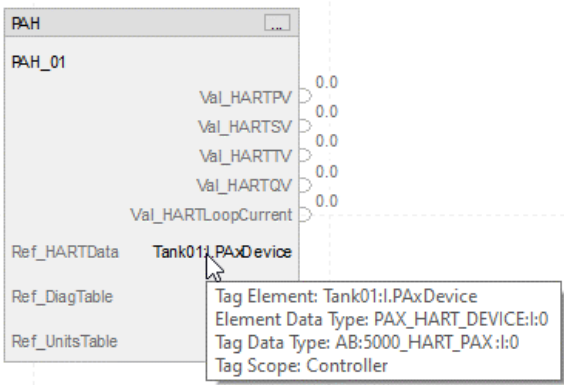 PAH
...
PAH_01
Val_HARTPV 0.0
Val_HARTSV 0.0
Val_HARTTV 0.0
Val_HARTQV 0.0
Val_HARTLoopCurrent 0.0
Ref_HARTData Tank01:I.PAxDevice
Ref_DiagTable
Ref_UnitsTable
Tag Element: Tank01:I.PAxDevice
Element Data Type: PAX_HART_DEVICE:I:0
Tag Data Type: AB:5000_HART_PAX:I:0
Tag Scope: Controller